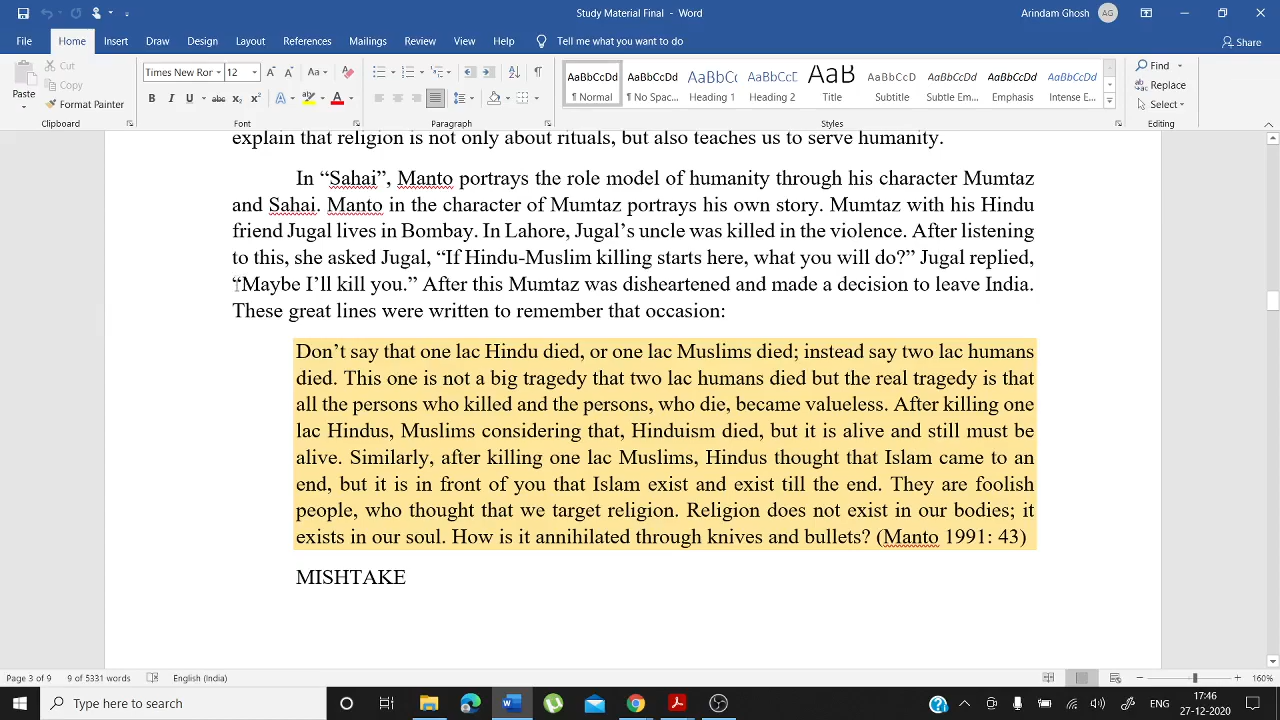 Study Material Final - Word
Arindam Ghosh AG
File Home Insert Draw Design Layout References Mailings Review View Help Tell me what you want to do Share
Paste Cut Copy Format Painter Clipboard
Times New Ror 12 Aa
B I U abc X₂ X² A A Font
Paragraph
AaBbCcDd AaBbCcDd AaBbCc AaBbCcE AaB AaBbCcD AaBbCcDd AaBbCcDd AaBbCcDd
¶ Normal ¶ No Spac... Heading 1 Heading 2 Title Subtitle Subtle Em... Emphasis Intense E...
Styles
Find Replace Select Editing
explain that religion is not only about rituals, but also teaches us to serve humanity.
In “Sahai”, Manto portrays the role model of humanity through his character Mumtaz
and Sahai. Manto in the character of Mumtaz portrays his own story. Mumtaz with his Hindu
friend Jugal lives in Bombay. In Lahore, Jugal’s uncle was killed in the violence. After listening
to this, she asked Jugal, “If Hindu-Muslim killing starts here, what you will do?” Jugal replied,
“Maybe I’ll kill you.” After this Mumtaz was disheartened and made a decision to leave India.
These great lines were written to remember that occasion:
Don’t say that one lac Hindu died, or one lac Muslims died; instead say two lac humans
died. This one is not a big tragedy that two lac humans died but the real tragedy is that
all the persons who killed and the persons, who die, became valueless. After killing one
lac Hindus, Muslims considering that, Hinduism died, but it is alive and still must be
alive. Similarly, after killing one lac Muslims, Hindus thought that Islam came to an
end, but it is in front of you that Islam exist and exist till the end. They are foolish
people, who thought that we target religion. Religion does not exist in our bodies; it
exists in our soul. How is it annihilated through knives and bullets? (Manto 1991: 43)
MISHTAKE
Page 3 of 9 9 of 5331 words English (India) 160%
Type here to search
ENG 17:46
27-12-2020